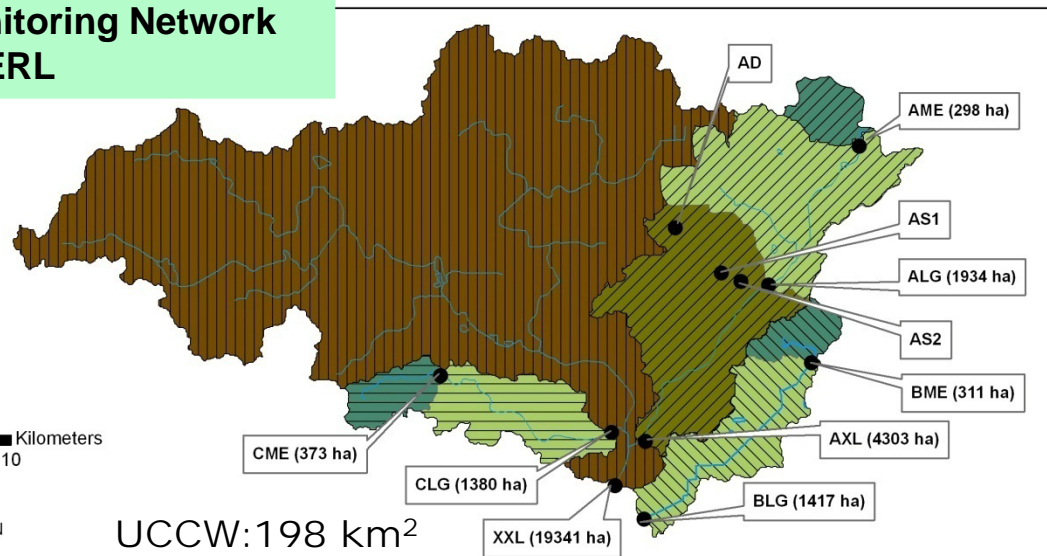 nitoring Network
ERL
AD
AME (298 ha)
AS1
ALG (1934 ha)
AS2
BME (311 ha)
Kilometers
10
CME (373 ha)
AXL (4303 ha)
CLG (1380 ha)
BLG (1417 ha)
XXL (19341 ha)
UCCW:198 km²